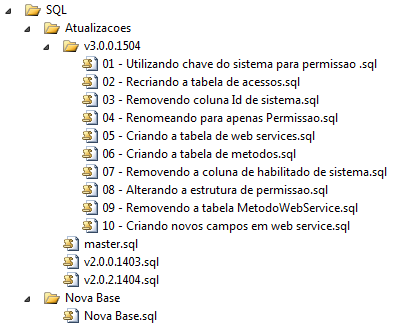 SQL
Atualizacoes
v3.0.0.1504
01 - Utilizando chave do sistema para permissao .sql
02 - Recriando a tabela de acessos.sql
03 - Removendo coluna Id de sistema.sql
04 - Renomeando para apenas Permissao.sql
05 - Criando a tabela de web services.sql
06 - Criando a tabela de metodos.sql
07 - Removendo a coluna de habilitado de sistema.sql
08 - Alterando a estrutura de permissao.sql
09 - Removendo a tabela MetodoWebService.sql
10 - Criando novos campos em web service.sql
master.sql
v2.0.0.1403.sql
v2.0.2.1404.sql
Nova Base
Nova Base.sql